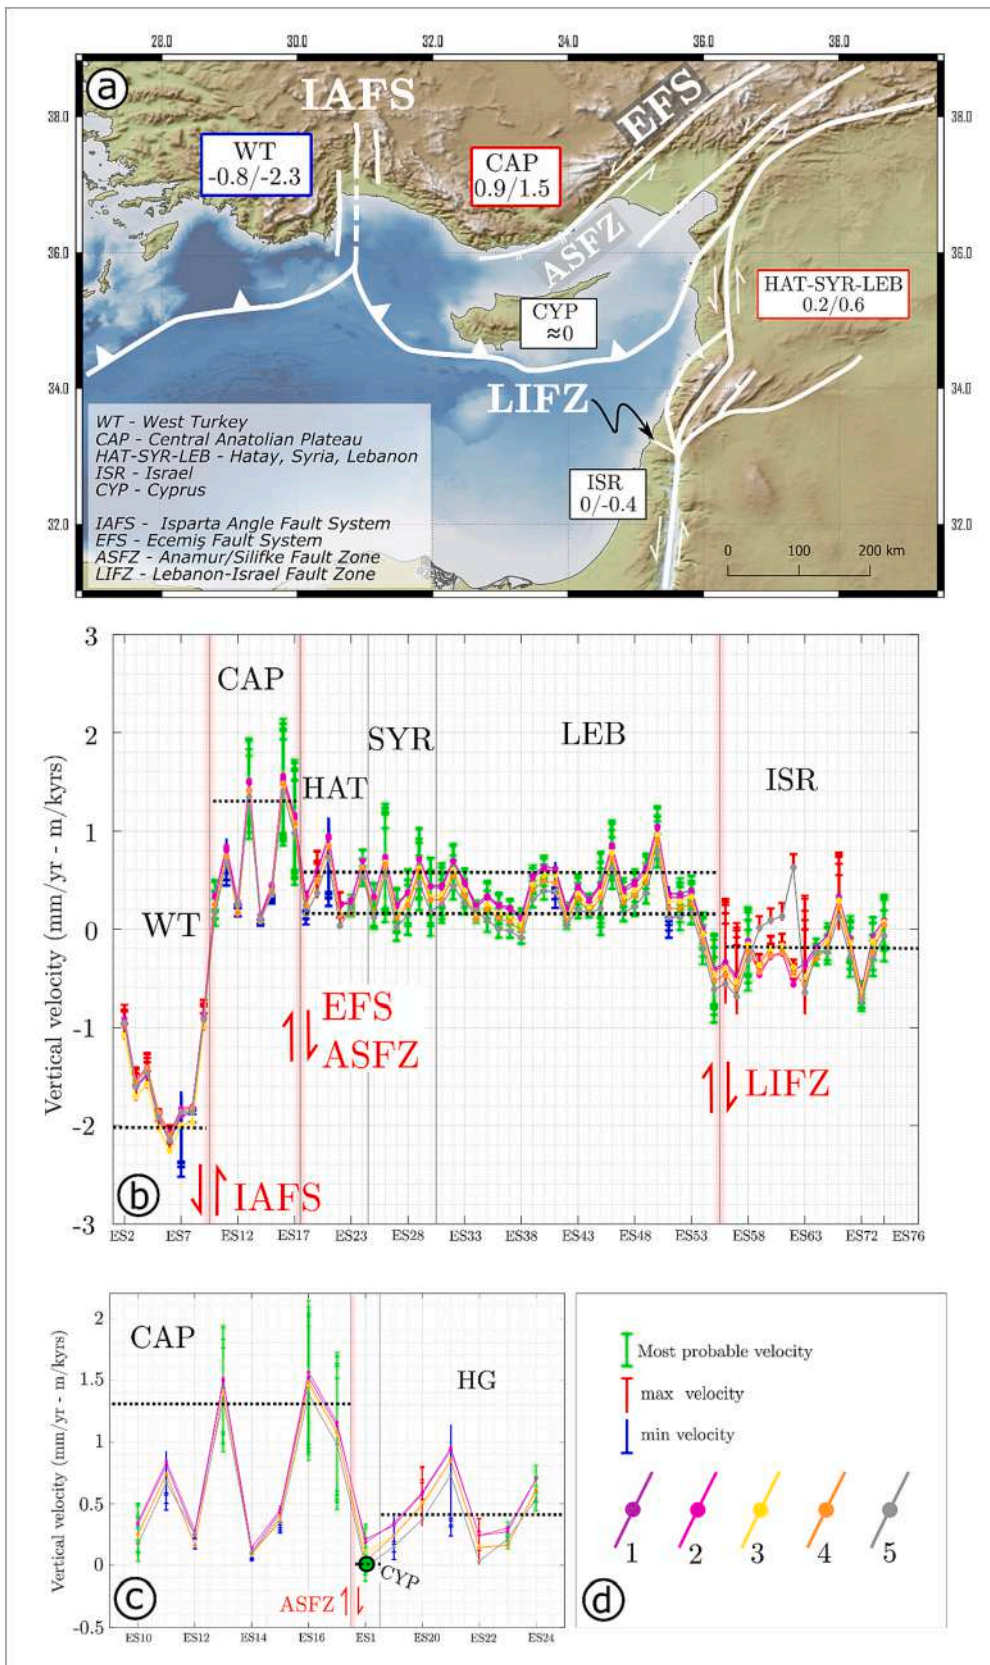 28.0 30.0 32.0 34.0 36.0 38.0
a
IAFS
EFS
38.0 38.0
WT
-0.8/-2.3
CAP
0.9/1.5
ASFZ
36.0 36.0
HAT-SYR-LEB
0.2/0.6
CYP
≈0
34.0 34.0
LIFZ
WT - West Turkey
CAP - Central Anatolian Plateau
HAT-SYR-LEB - Hatay, Syria, Lebanon
ISR - Israel
CYP - Cyprus
ISR
0/-0.4
32.0 32.0
IAFS - Isparta Angle Fault System
EFS - Ecemiş Fault System
ASFZ - Anamur/Silifke Fault Zone
LIFZ - Lebanon-Israel Fault Zone
0 100 200 km
Vertical velocity (mm/yr - m/kyrs)
3
2
1
0
-1
-2
-3
CAP
SYR
LEB
HAT
ISR
WT
EFS
ASFZ
LIFZ
IAFS
b
ES2 ES7 ES12 ES17 ES23 ES28 ES33 ES38 ES43 ES48 ES53 ES58 ES63 ES72 ES76
Vertical velocity (mm/yr - m/kyrs)
2
1.5
1
0.5
0
-0.5
CAP
HG
CYP
ASFZ
c
ES10 ES12 ES14 ES16 ES1 ES20 ES22 ES24
Most probable velocity
max velocity
min velocity
1 2 3 4 5
d